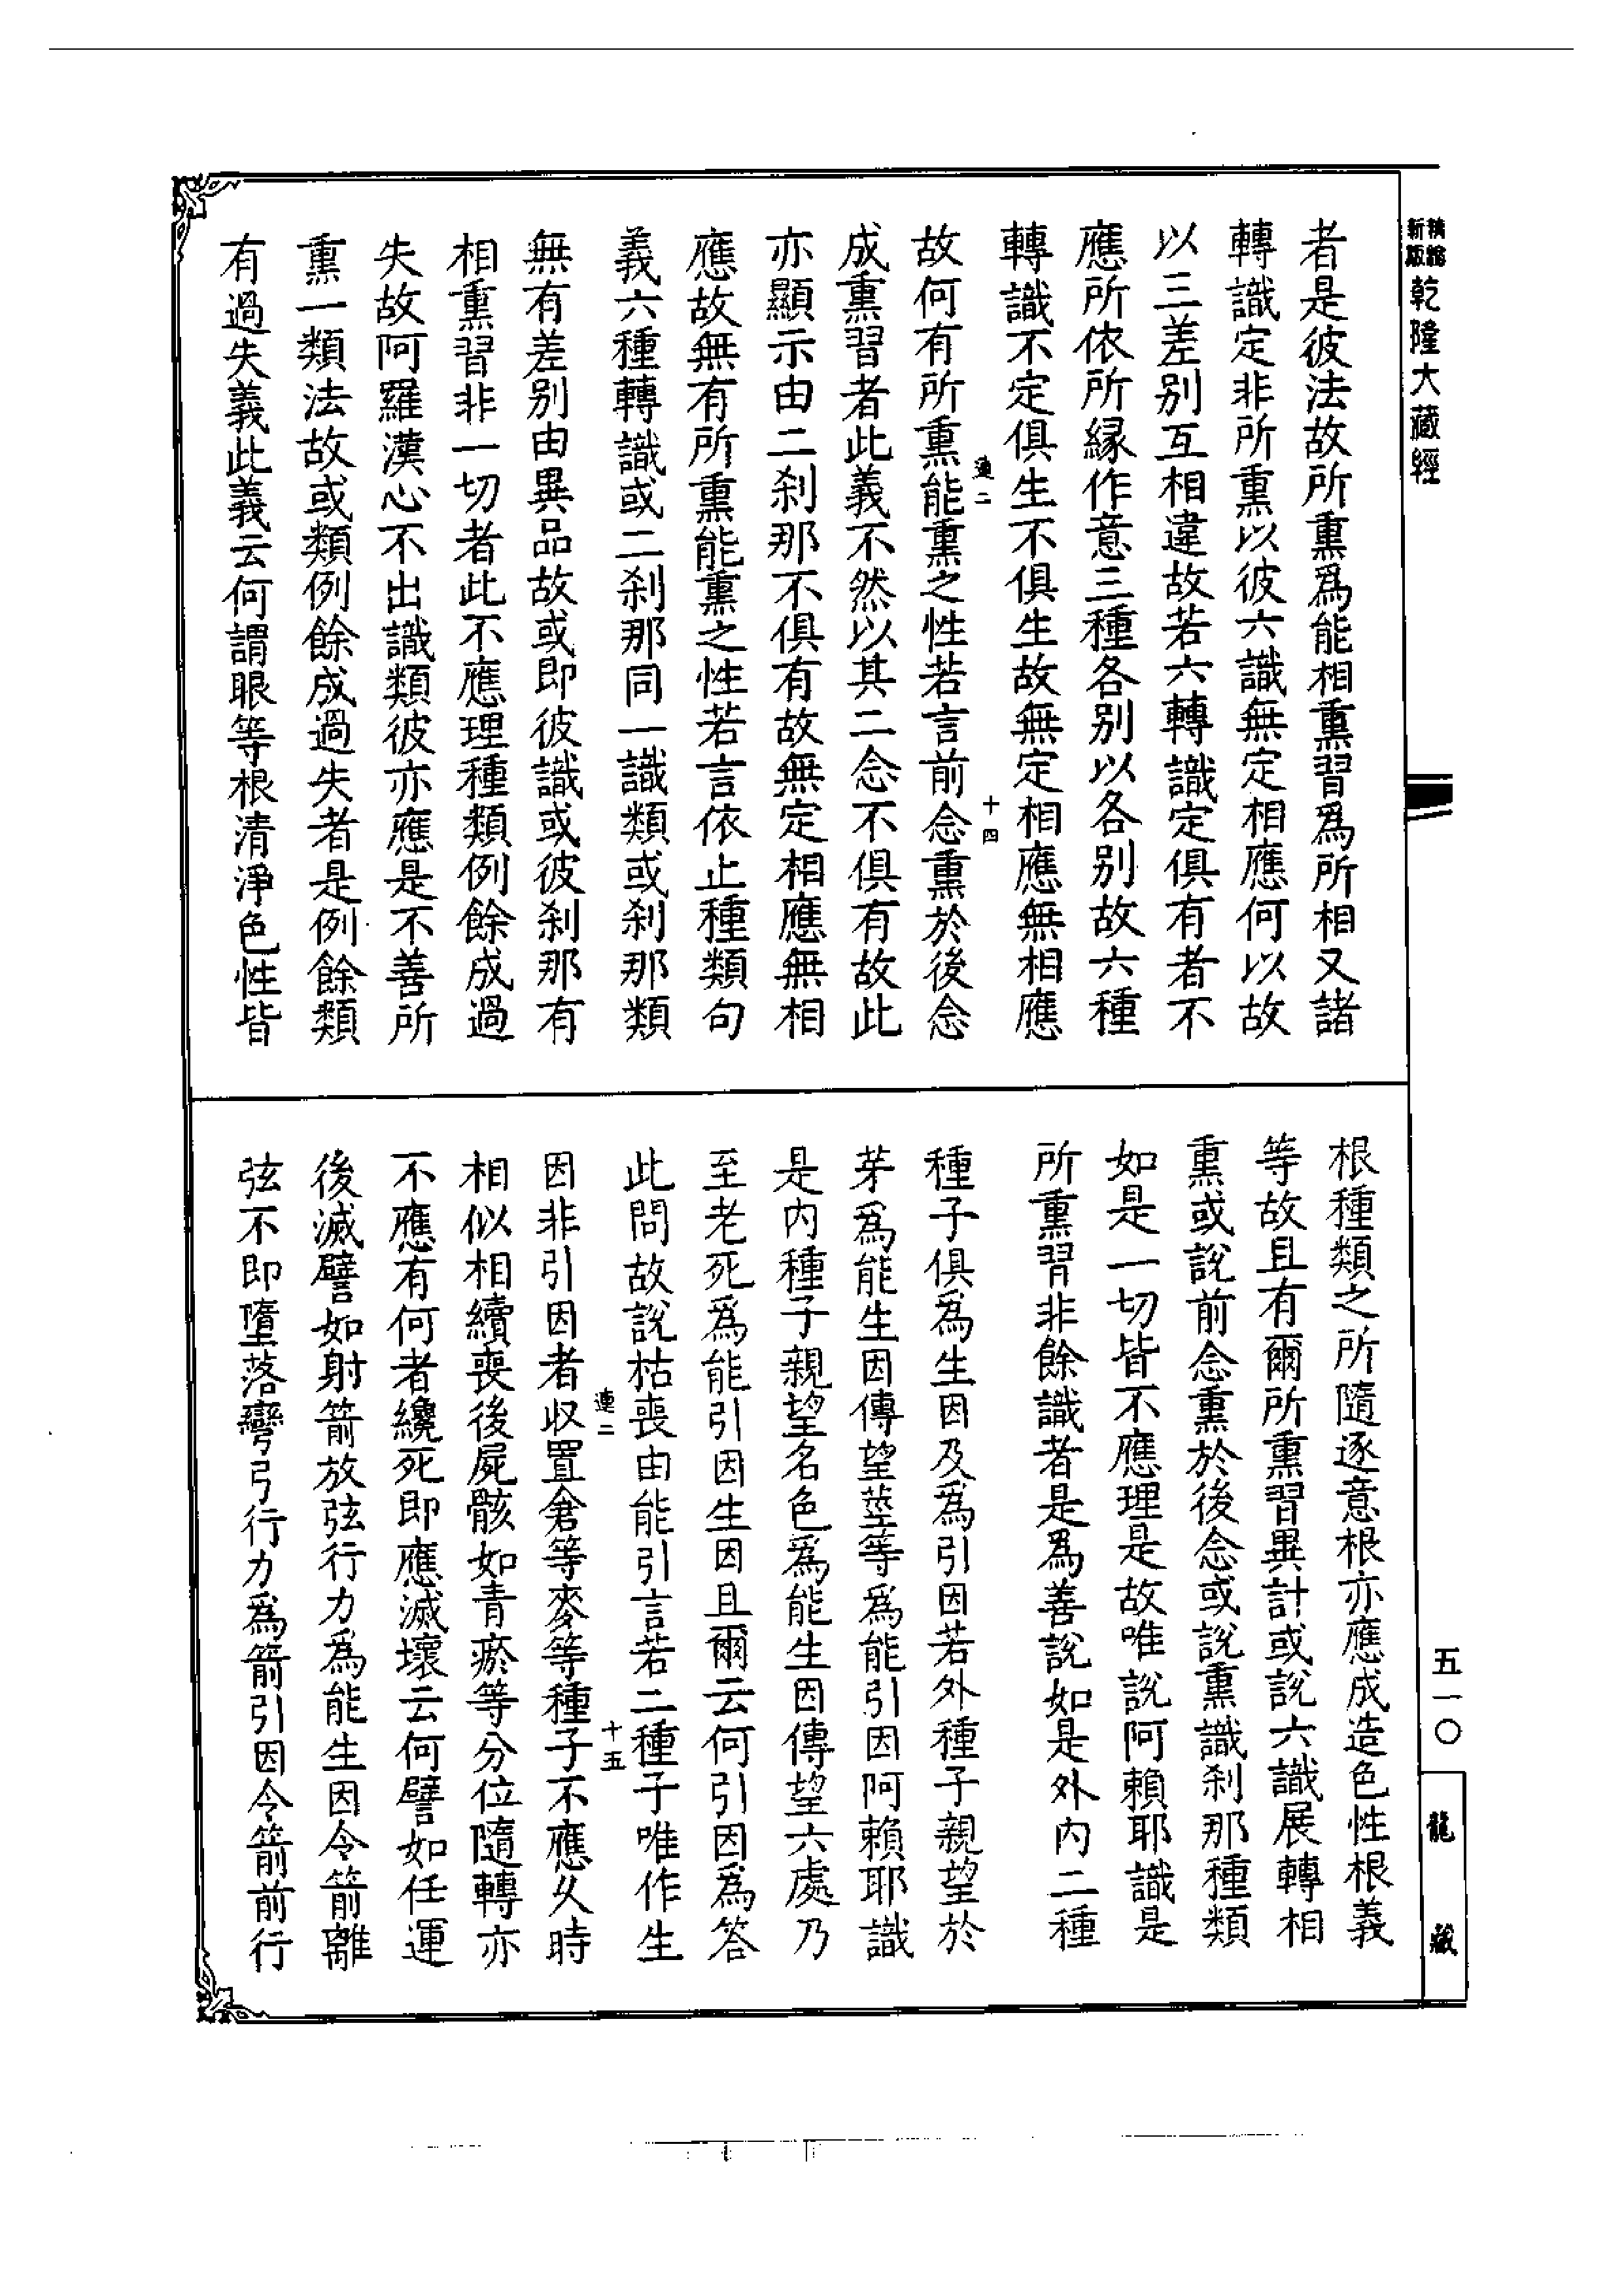 新版
精縮
乾隆大藏經
者是彼法故所熏爲能相熏習爲所相又諸
轉識定非所熏以彼六識無定相應何以故
以三差別互相違故若六轉識定俱有者不
應所依所緣作意三種各別以各別故六種
轉識不定俱生不俱生故無定相應無相應
連二
十四
故何有所熏能熏之性若言前念熏於後念
成熏習者此義不然以其二念不俱有故此
亦顯示由二刹那不俱有故無定相應無相
應故無有所熏能熏之性若言依止種類句
義六種轉識或二刹那同一識類或刹那類
無有差別由異品故或即彼識或彼刹那有
相熏習非一切者此不應理種類例餘成過
失故阿羅漢心不出識類彼亦應是不善所
熏一類法故或類例餘成過失者是例餘類
有過失義此義云何謂眼等根清淨色性皆
根種類之所隨逐意根亦應成造色性根義
等故且有爾所熏習異計或說六識展轉相
熏或說前念熏於後念或說熏識刹那種類
如是一切皆不應理是故唯說阿賴耶識是
所熏習非餘識者是爲善說如是外內二種
種子俱爲生因及爲引因若外種子親望於
芽爲能生因傳望莖等爲能引因阿賴耶識
是內種子親望名色爲能生因傳望六處乃
至老死爲能引因生因且爾云何引因爲答
此問故說枯喪由能引言若二種子唯作生
連二
十五
因非引因者收置倉等麥等種子不應久時
相似相續喪後屍骸如青瘀等分位隨轉亦
不應有何者纔死即應滅壞云何譬如任運
後滅譬如射箭放弦行力爲能生因令箭離
弦不即墮落彎弓行力爲箭引因令箭前行
五一〇
龍藏